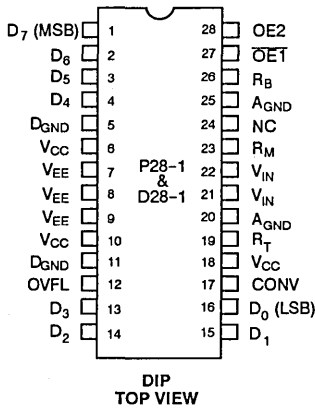 D7 (MSB) 1 28 OE2
D6 2 27 OE1
D5 3 26 RB
D4 4 25 AGND
DGND 5 24 NC
VCC 6 23 RM
VEE 7 P28-1 22 VIN
VEE 8 & D28-1 21 VIN
VEE 9 20 AGND
VCC 10 19 RT
DGND 11 18 VCC
OVFL 12 17 CONV
D3 13 16 D0 (LSB)
D2 14 15 D1
DIP
TOP VIEW